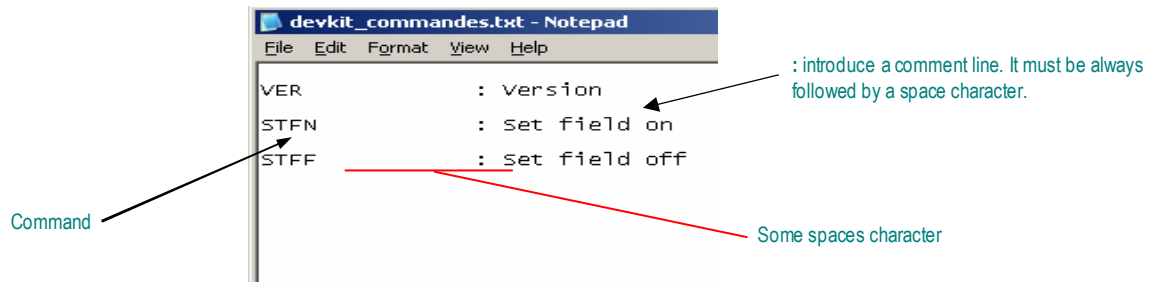 devkit_commandes.txt - Notepad
File Edit Format View Help
VER : Version
STFN : Set field on
STFF : Set field off
: introduce a comment line. It must be always
followed by a space character.
Command
Some spaces character